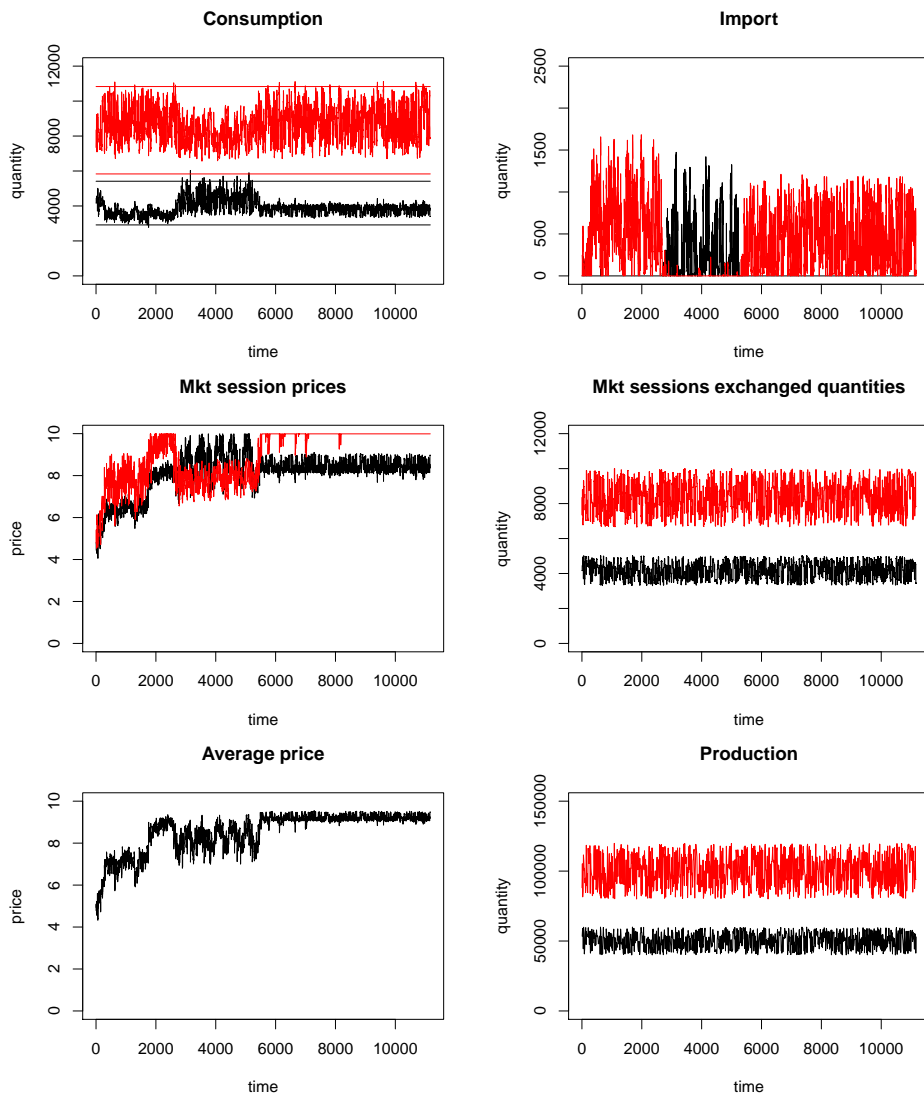 Consumption
quantity
0 4000 8000 12000
0 2000 4000 6000 8000 10000
time
Import
quantity
0 500 1500 2500
0 2000 4000 6000 8000 10000
time
Mkt session prices
price
0 2 4 6 8 10
0 2000 4000 6000 8000 10000
time
Mkt sessions exchanged quantities
quantity
0 4000 8000 12000
0 2000 4000 6000 8000 10000
time
Average price
price
0 2 4 6 8 10
0 2000 4000 6000 8000 10000
time
Production
quantity
0 50000 100000 150000
0 2000 4000 6000 8000 10000
time